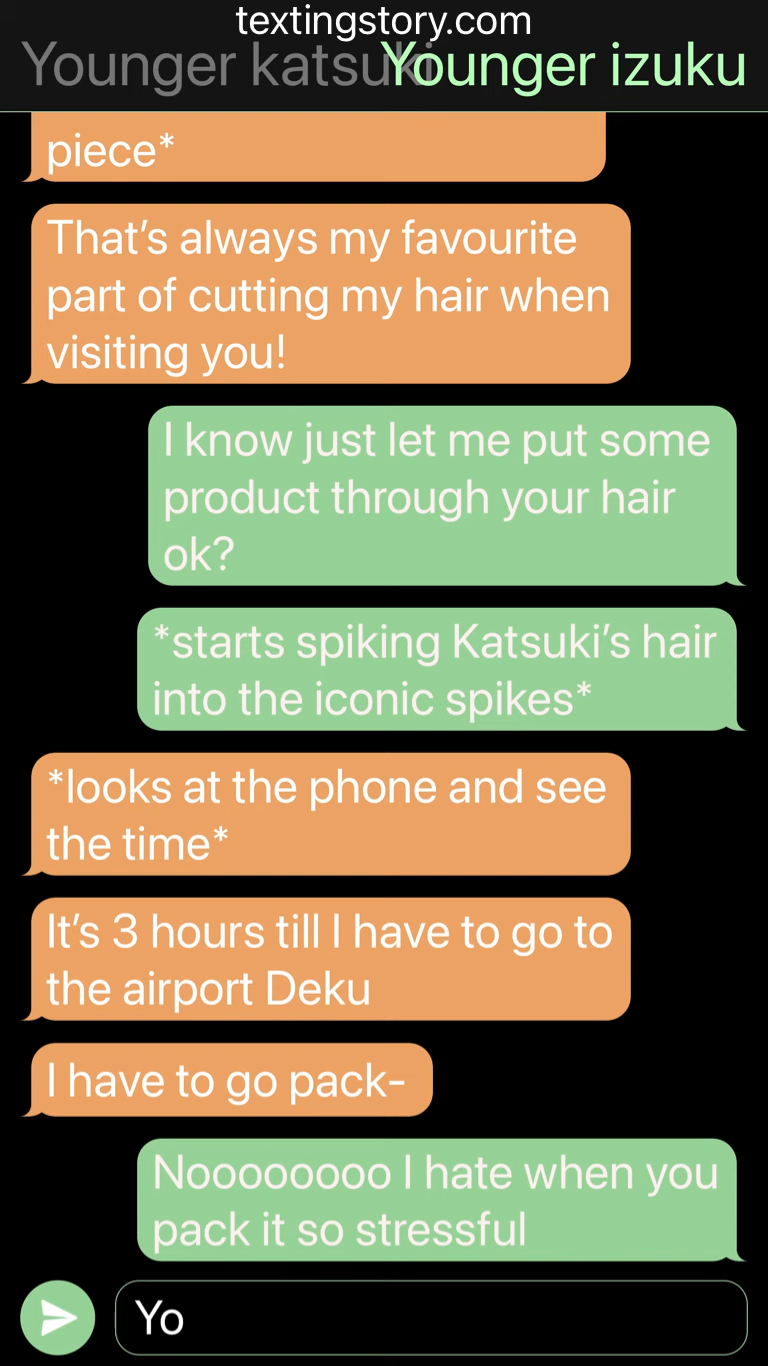 textingstory.com
Younger katsuki
Younger izuku
piece*
That’s always my favourite
part of cutting my hair when
visiting you!
I know just let me put some
product through your hair
ok?
*starts spiking Katsuki’s hair
into the iconic spikes*
*looks at the phone and see
the time*
It’s 3 hours till I have to go to
the airport Deku
I have to go pack-
Noooooooo I hate when you
pack it so stressful
Yo